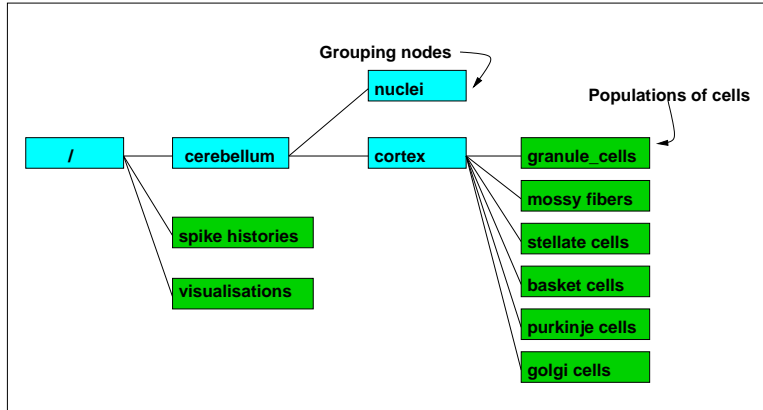 Grouping nodes
nuclei
Populations of cells
/
cerebellum
cortex
granule_cells
mossy fibers
spike histories
stellate cells
visualisations
basket cells
purkinje cells
golgi cells